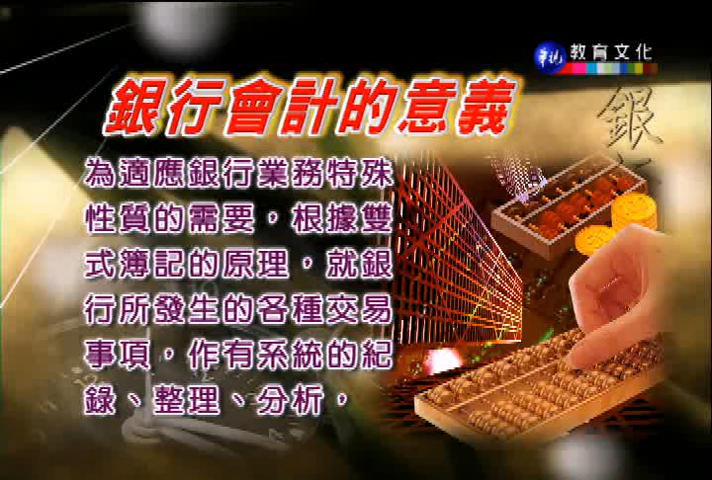 華視 教育文化
銀行會計的意義
銀
為適應銀行業務特殊
性質的需要，根據雙
式簿記的原理，就銀
行所發生的各種交易
事項，作有系統的紀
錄、整理、分析，